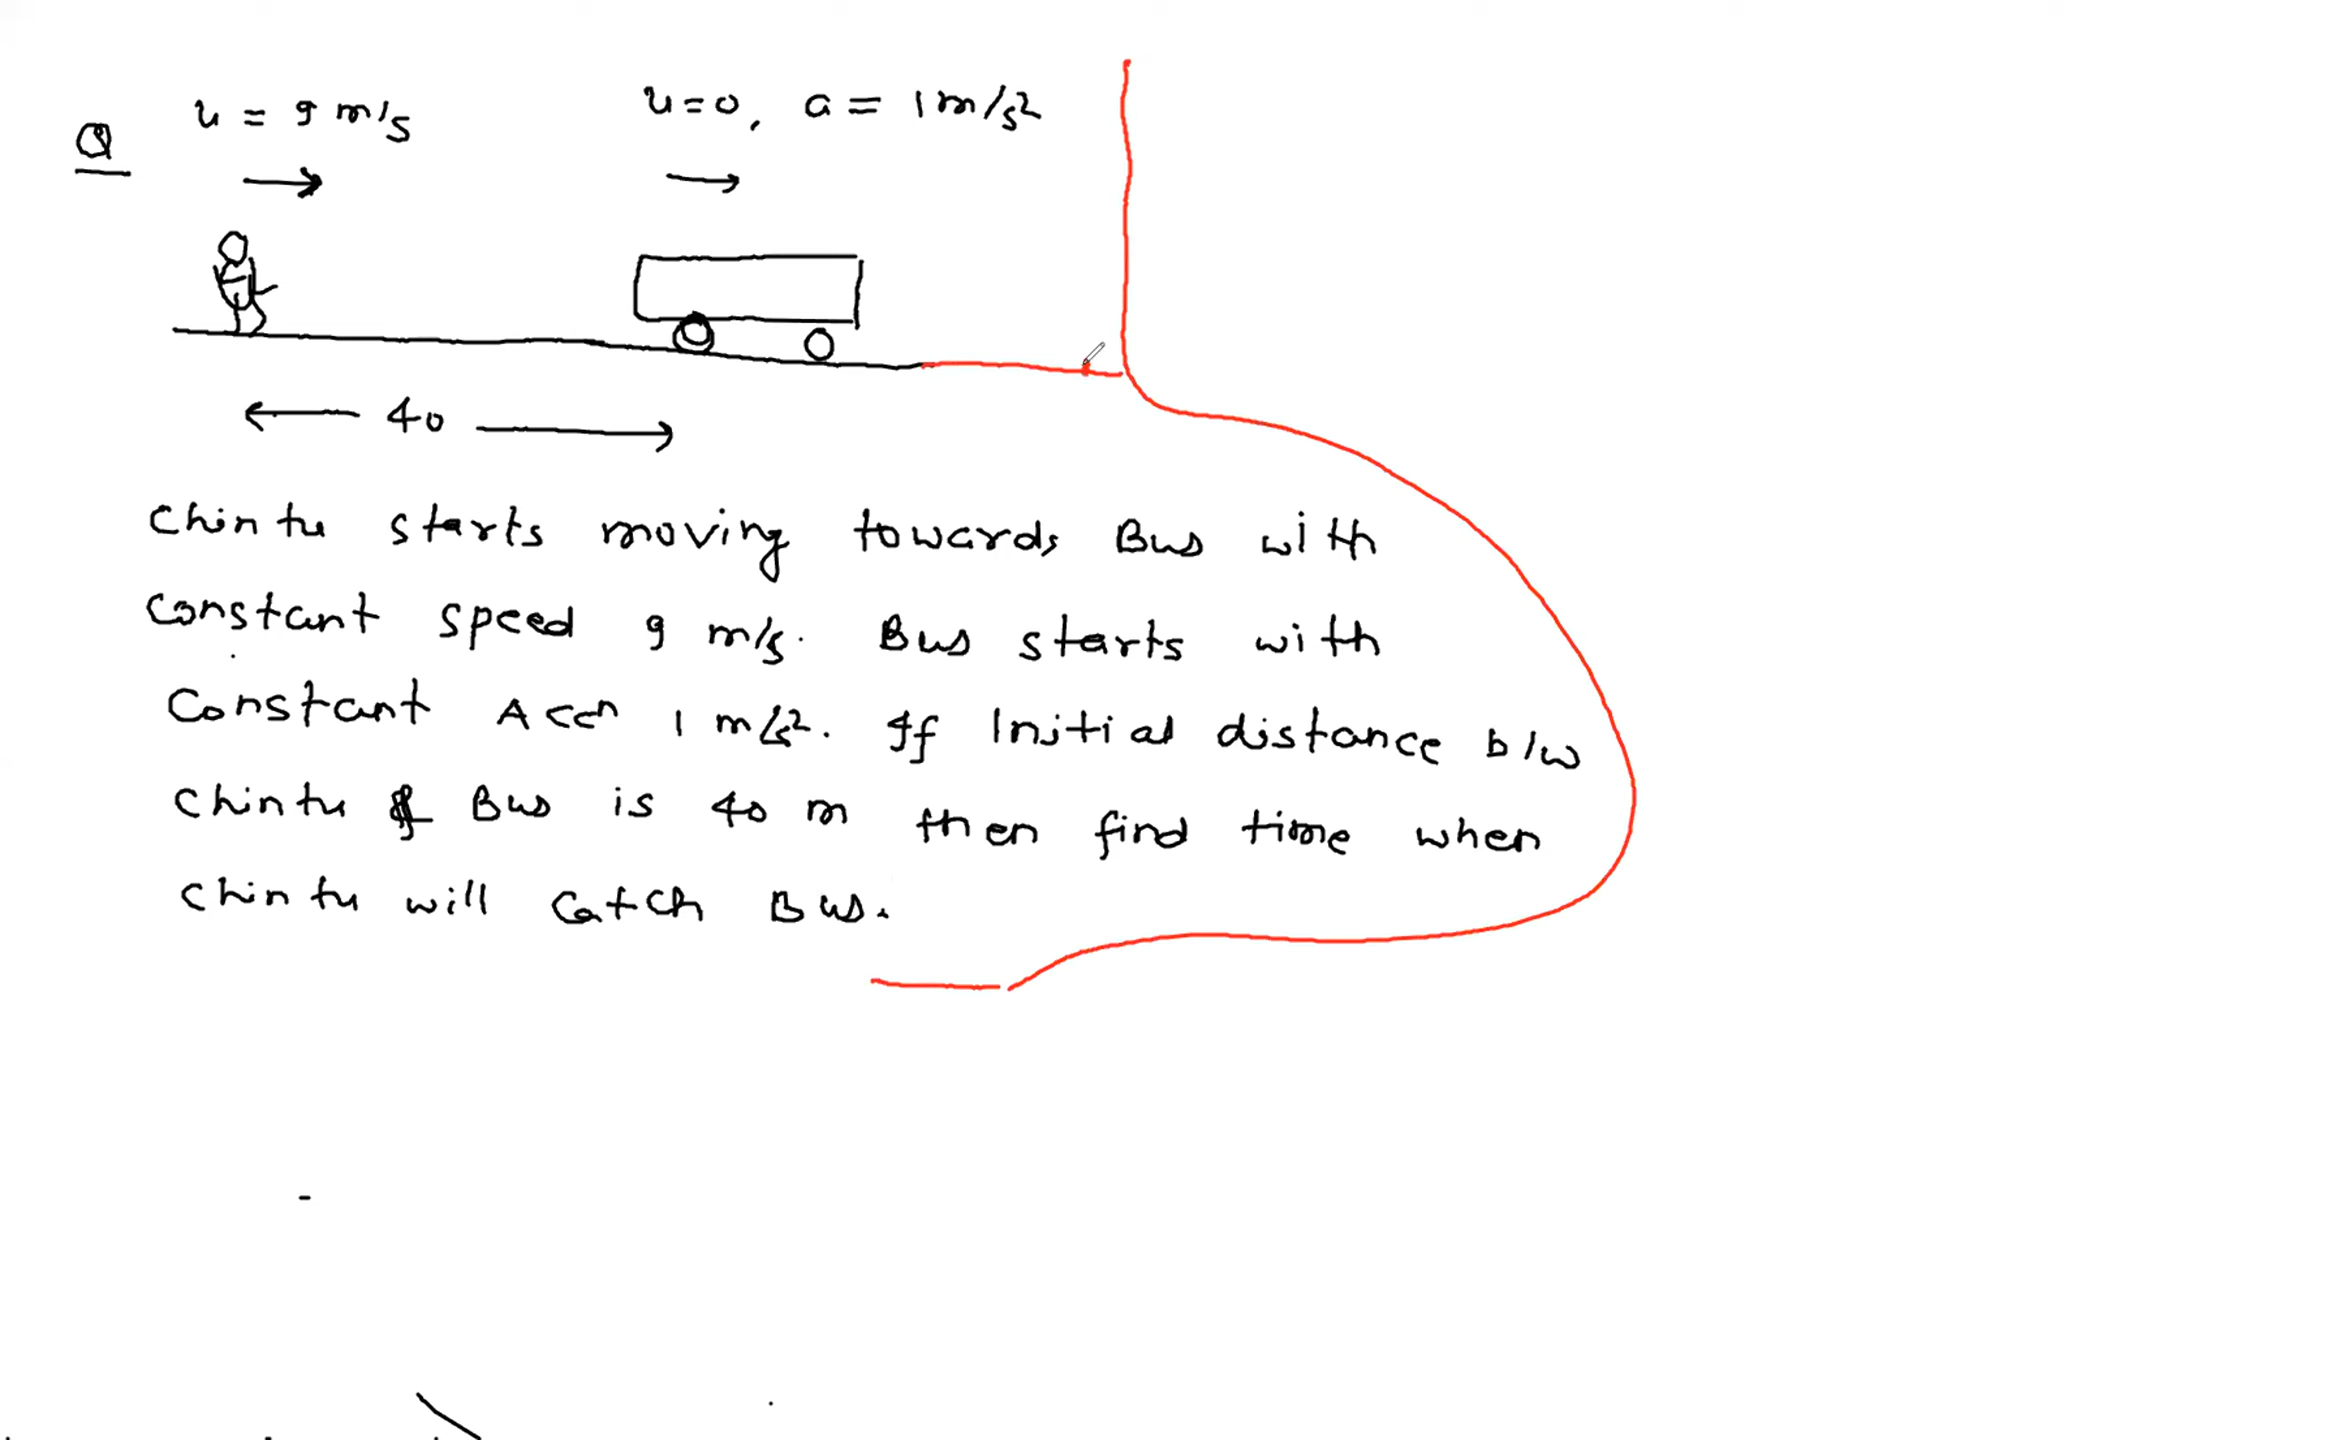 Q u = 9 m/s u=0, a = 1m/s²
40
Chintu starts moving towards Bus with
constant speed 9 m/s. Bus starts with
Constant Accn 1 m/s². If Initial distance b/w
chintu & Bus is 40 m then find time when
chintu will catch Bus.